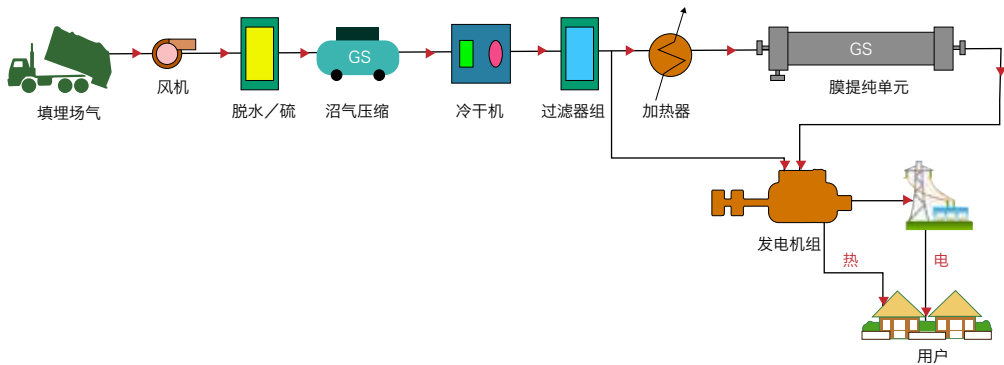 GS
GS
填埋场气
风机
脱水／硫
沼气压缩
冷干机
过滤器组
加热器
膜提纯单元
发电机组
热
电
用户